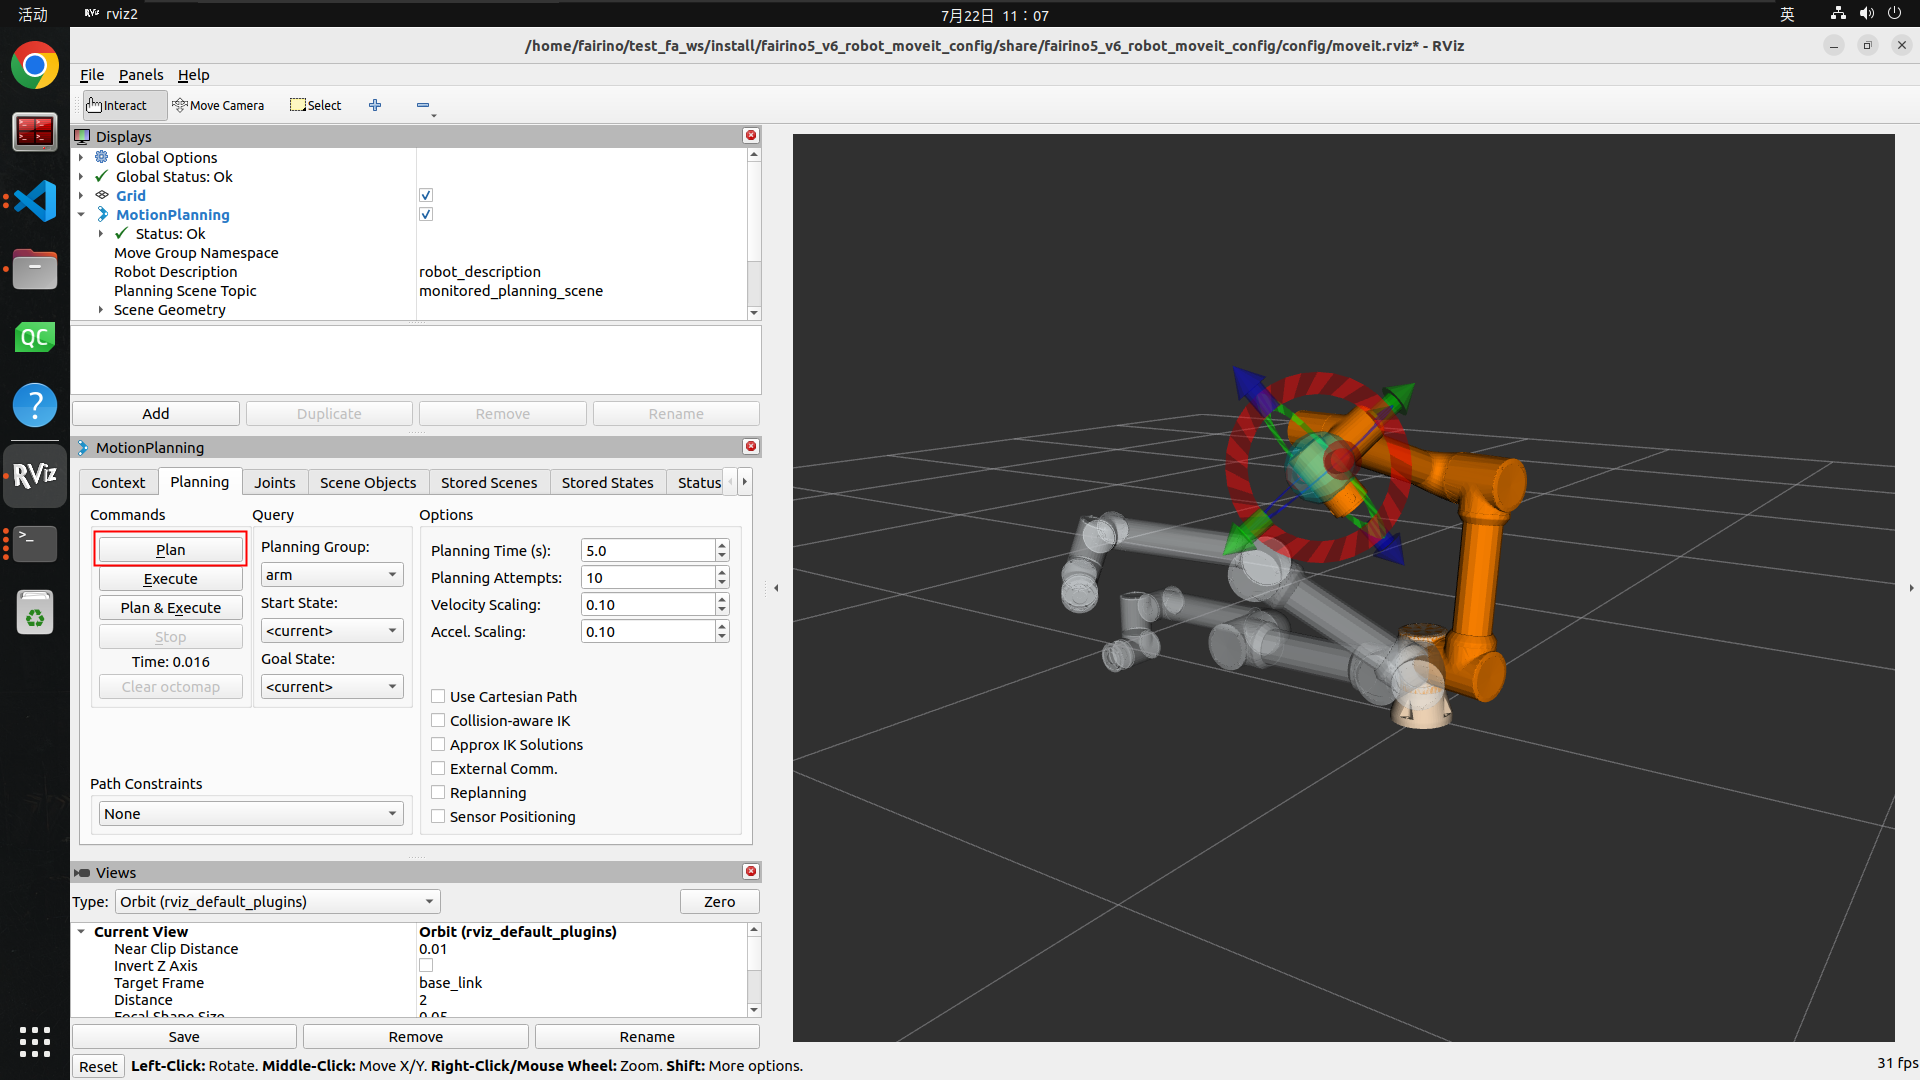 活动 RViz rviz2 7月22日 11：07 英
/home/fairino/test_fa_ws/install/fairino5_v6_robot_moveit_config/share/fairino5_v6_robot_moveit_config/config/moveit.rviz* - RViz
File Panels Help
Interact Move Camera Select
Displays
Global Options
Global Status: Ok
Grid
MotionPlanning
Status: Ok
Move Group Namespace
Robot Description robot_description
Planning Scene Topic monitored_planning_scene
Scene Geometry
QC
?
Add Duplicate Remove Rename
MotionPlanning
RViz
Context Planning Joints Scene Objects Stored Scenes Stored States Status
Commands Query Options
Plan
Execute
Plan & Execute
Stop
Time: 0.016
Clear octomap
Planning Group:
arm
Start State:
<current>
Goal State:
<current>
Planning Time (s): 5.0
Planning Attempts: 10
Velocity Scaling: 0.10
Accel. Scaling: 0.10
Use Cartesian Path
Collision-aware IK
Approx IK Solutions
External Comm.
Replanning
Sensor Positioning
Path Constraints
None
Views
Type: Orbit (rviz_default_plugins) Zero
Current View Orbit (rviz_default_plugins)
Near Clip Distance 0.01
Invert Z Axis
Target Frame base_link
Distance 2
Focal Shape Size 0.05
Save Remove Rename
Reset Left-Click: Rotate. Middle-Click: Move X/Y. Right-Click/Mouse Wheel: Zoom. Shift: More options. 31 fps